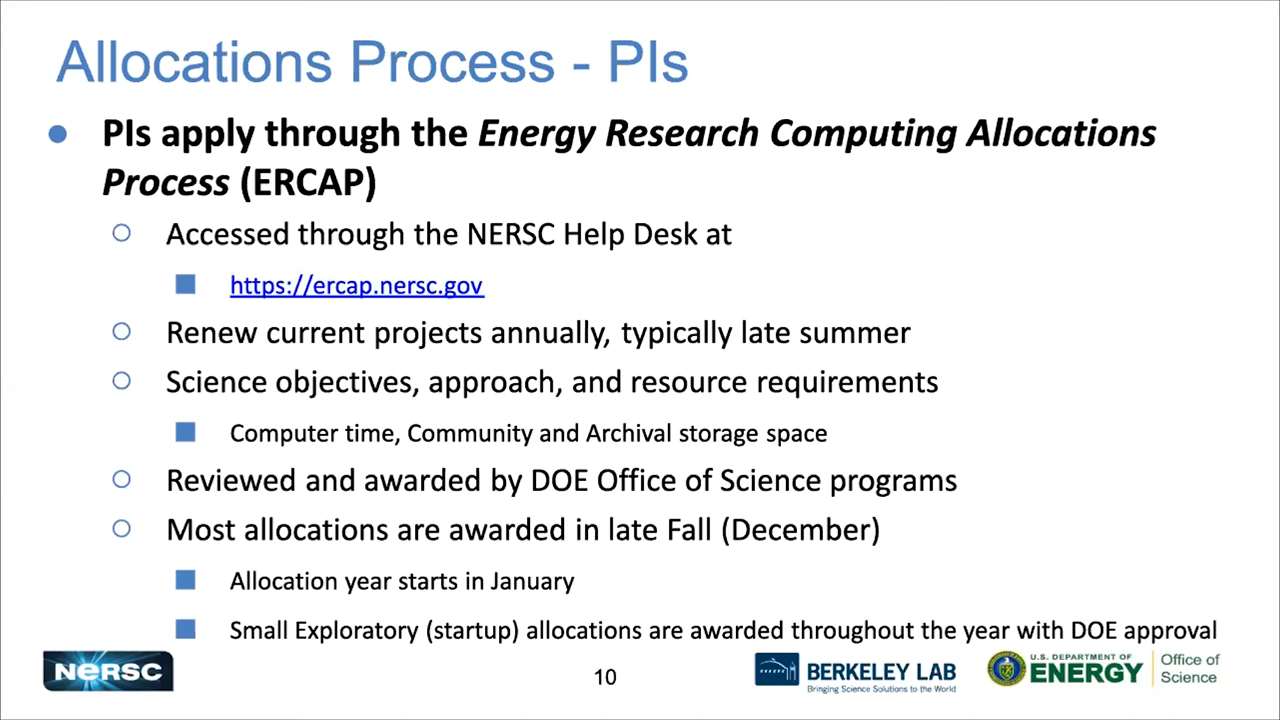 Allocations Process - PIs
● PIs apply through the Energy Research Computing Allocations
Process (ERCAP)
○ Accessed through the NERSC Help Desk at
■ https://ercap.nersc.gov
○ Renew current projects annually, typically late summer
○ Science objectives, approach, and resource requirements
■ Computer time, Community and Archival storage space
○ Reviewed and awarded by DOE Office of Science programs
○ Most allocations are awarded in late Fall (December)
■ Allocation year starts in January
■ Small Exploratory (startup) allocations are awarded throughout the year with DOE approval
NERSC
10
BERKELEY LAB
Bringing Science Solutions to the World
U.S. DEPARTMENT OF
ENERGY
Office of
Science